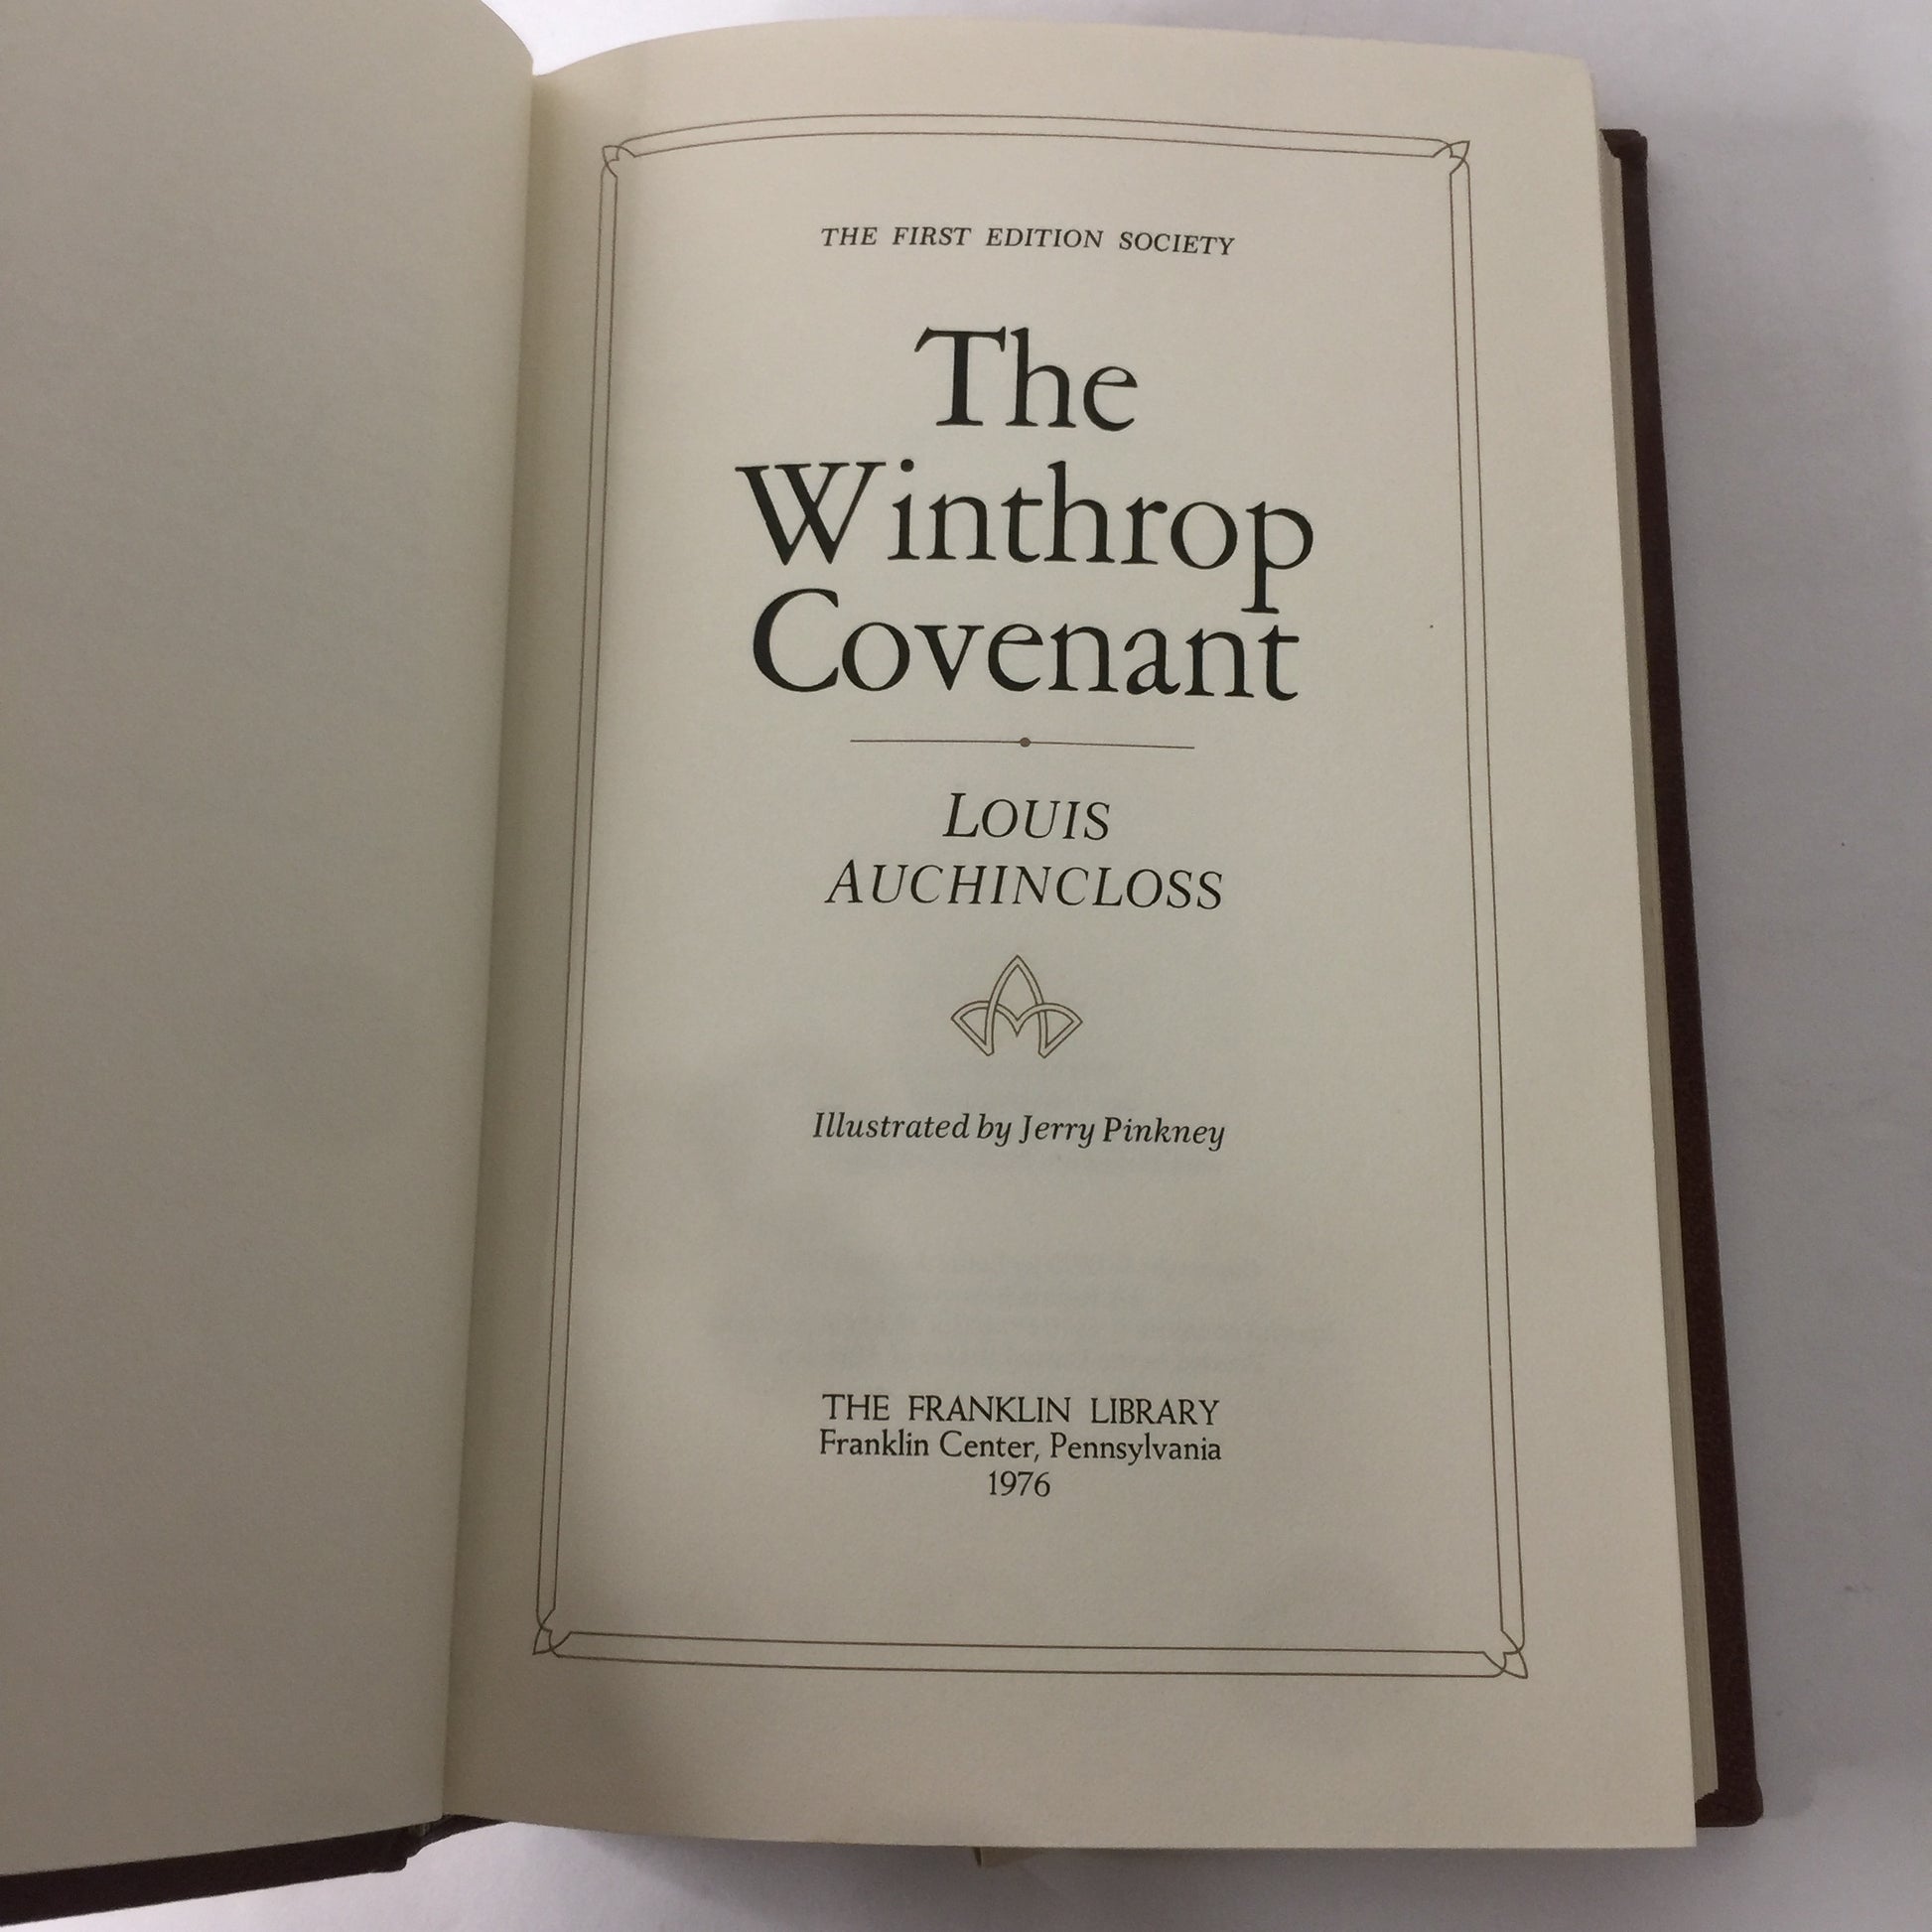 THE FIRST EDITION SOCIETY
The
Winthrop
Covenant
LOUIS
AUCHINCLOSS
Illustrated by Jerry Pinkney
THE FRANKLIN LIBRARY
Franklin Center, Pennsylvania
1976